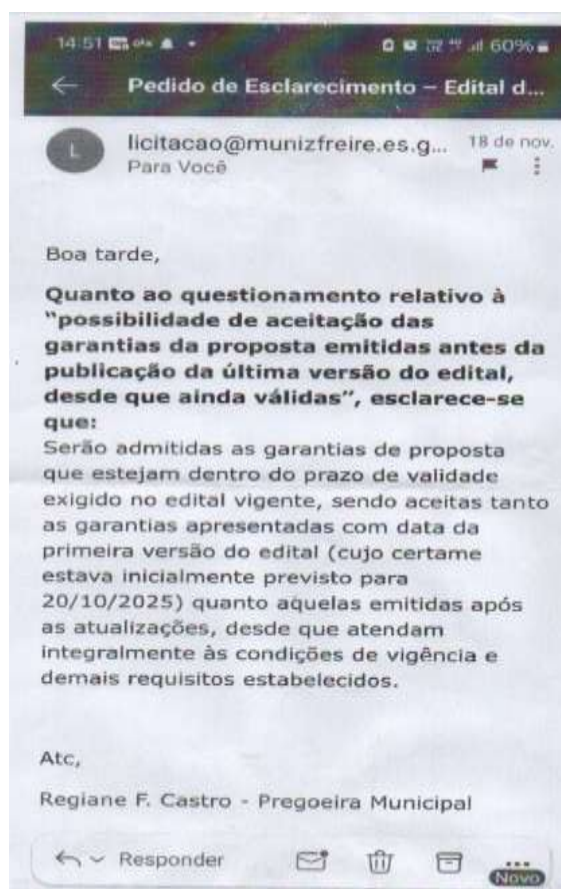 14:51
60%
Pedido de Esclarecimento – Edital d...
L
licitacao@munizfreire.es.g...
18 de nov.
Para Você
Boa tarde,
Quanto ao questionamento relativo à
“possibilidade de aceitação das
garantias da proposta emitidas antes da
publicação da última versão do edital,
desde que ainda válidas”, esclarece-se
que:
Serão admitidas as garantias de proposta
que estejam dentro do prazo de validade
exigido no edital vigente, sendo aceitas tanto
as garantias apresentadas com data da
primeira versão do edital (cujo certame
estava inicialmente previsto para
20/10/2025) quanto aquelas emitidas após
as atualizações, desde que atendam
integralmente às condições de vigência e
demais requisitos estabelecidos.
Atc,
Regiane F. Castro - Pregoeira Municipal
Responder
Novo